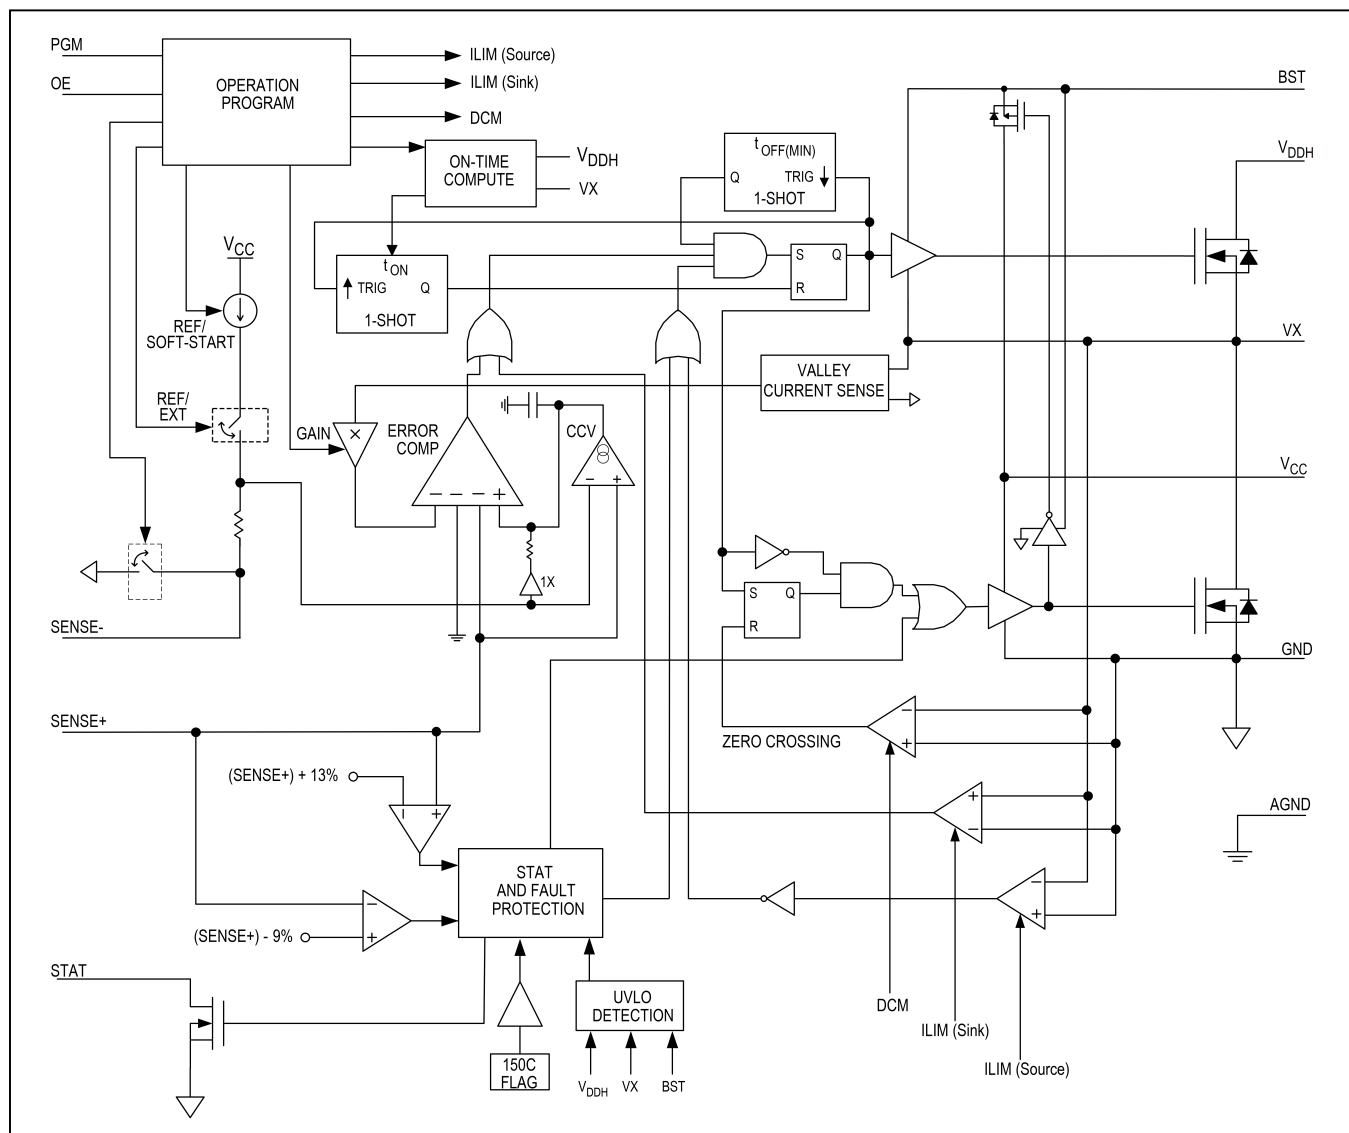 PGM
OE
OPERATION
PROGRAM
ILIM (Source)
ILIM (Sink)
DCM
ON-TIME
COMPUTE
VDDH
VX
tOFF(MIN)
Q TRIG
1-SHOT
BST
VDDH
VCC
REF/
SOFT-START
tON
TRIG Q
1-SHOT
S Q
R
VX
VALLEY
CURRENT SENSE
REF/
EXT
GAIN
×
ERROR
COMP
CCV
− +
− − − +
VCC
1X
S Q
R
SENSE-
GND
SENSE+
ZERO CROSSING
−
+
(SENSE+) + 13%
− +
+
−
AGND
STAT
AND FAULT
PROTECTION
−
+
−
+
(SENSE+) - 9%
STAT
UVLO
DETECTION
DCM
ILIM (Sink)
ILIM (Source)
150C
FLAG
VDDH VX BST